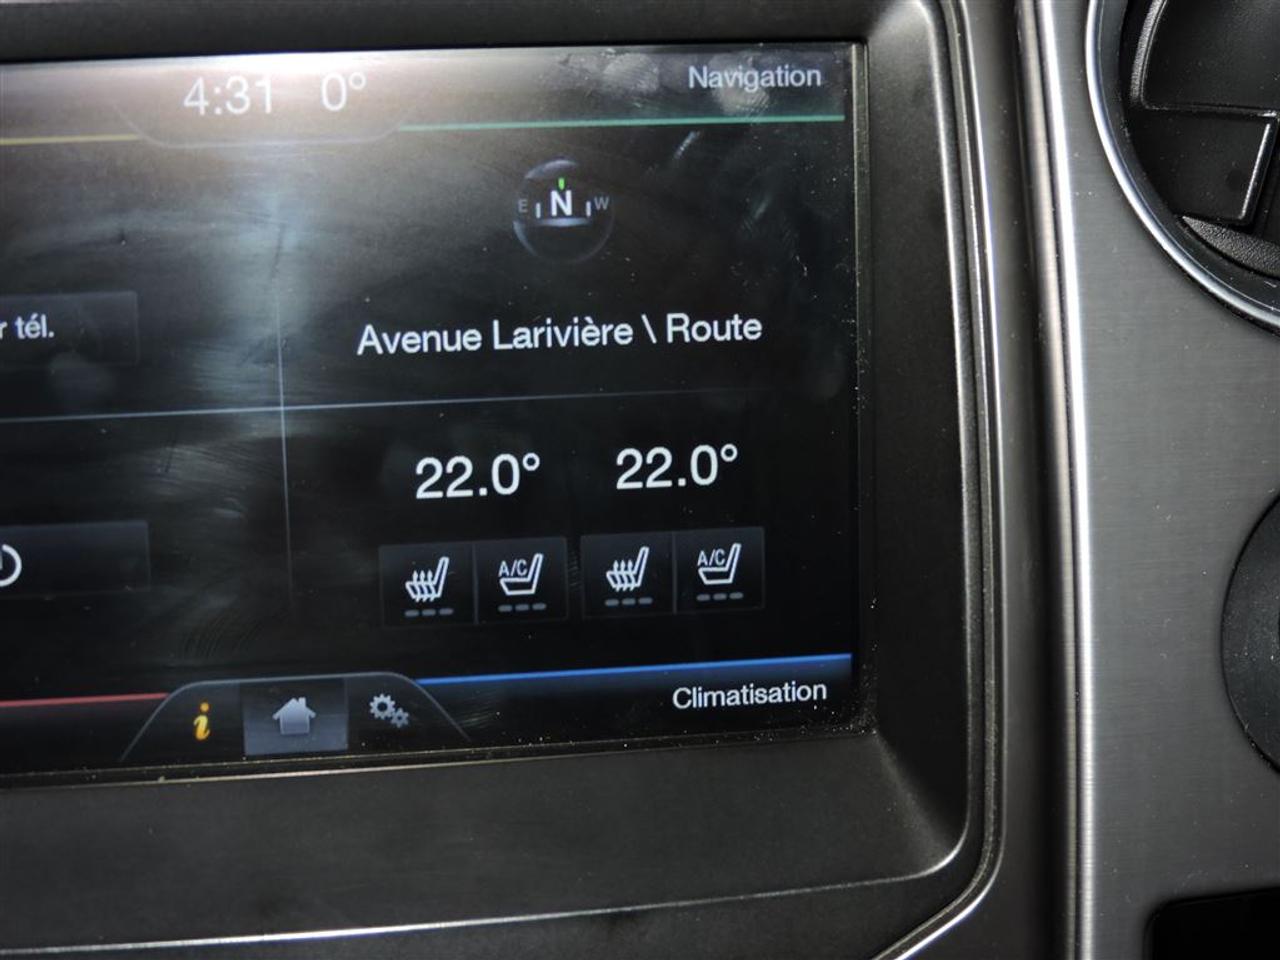 4:31 0°
Navigation
E N W
r tél.
Avenue Larivière \ Route
22.0° 22.0°
A/C A/C
i
Climatisation